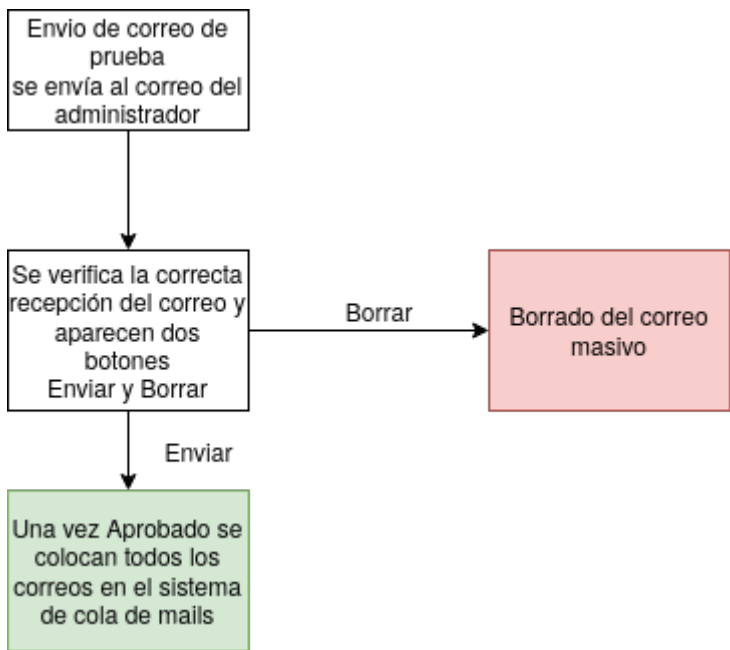 Envio de correo de
prueba
se envía al correo del
administrador
Se verifica la correcta
recepción del correo y
aparecen dos
botones
Enviar y Borrar
Borrar
Borrado del correo
masivo
Enviar
Una vez Aprobado se
colocan todos los
correos en el sistema
de cola de mails